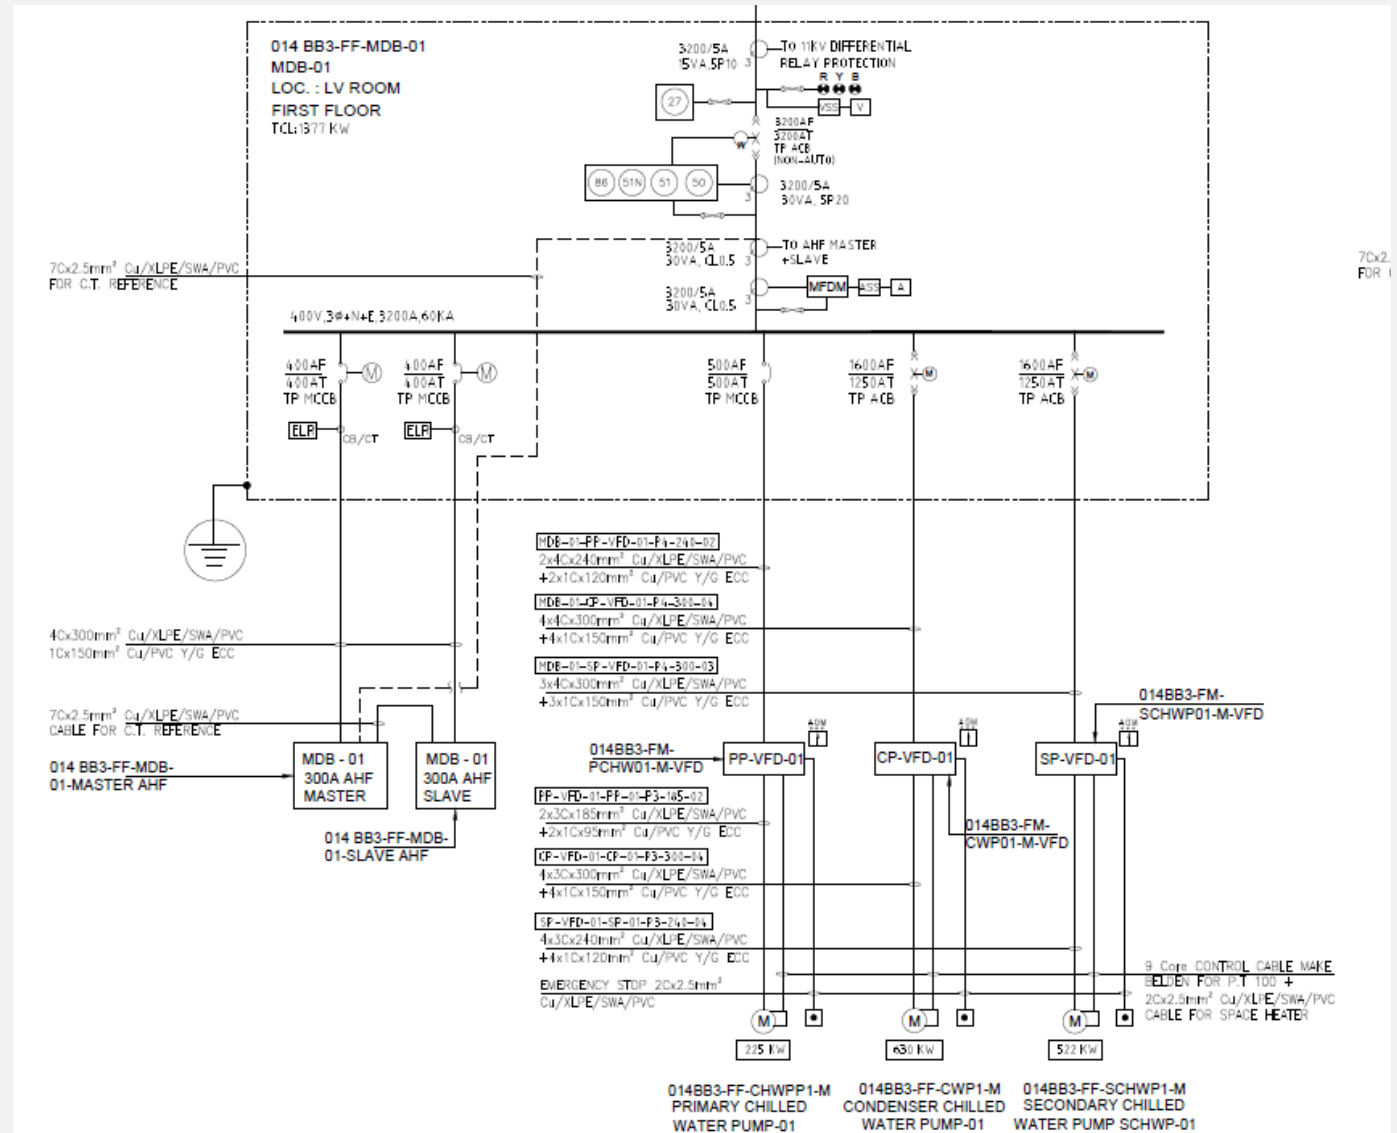 014 BB3-FF-MDB-01
MDB-01
LOC. : LV ROOM
FIRST FLOOR
TCL:1377 KW
3200/5A
15VA,5P10
3
TO 11KV DIFFERENTIAL
RELAY PROTECTION
R Y B
VSS
V
27
3200AF
3200AT
TP ACB
(NON-AUTO)
86
51N
51
50
3200/5A
30VA, 5P20
3
3200/5A
30VA, CL0.5
3
TO AHF MASTER
+SLAVE
3200/5A
30VA, CL0.5
3
MFDM
ASS
A
7Cx2.5mm² Cu/XLPE/SWA/PVC
FOR C.T. REFERENCE
7Cx2.
FOR
400V,3Φ+N+E,3200A,60KA
400AF
400AT
TP MCCB
M
400AF
400AT
TP MCCB
M
500AF
500AT
TP MCCB
1600AF
1250AT
TP ACB
M
1600AF
1250AT
TP ACB
M
ELR
CB/CT
ELR
CB/CT
MDB-01-PP-VFD-01-P4-240-02
2x4Cx240mm² Cu/XLPE/SWA/PVC
+2x1Cx120mm² Cu/PVC Y/G ECC
MDB-01-CP-VFD-01-P4-300-04
4x4Cx300mm² Cu/XLPE/SWA/PVC
+4x1Cx150mm² Cu/PVC Y/G ECC
4Cx300mm² Cu/XLPE/SWA/PVC
1Cx150mm² Cu/PVC Y/G ECC
MDB-01-SP-VFD-01-P4-300-03
3x4Cx300mm² Cu/XLPE/SWA/PVC
+3x1Cx150mm² Cu/PVC Y/G ECC
014BB3-FM-
SCHWP01-M-VFD
7Cx2.5mm² Cu/XLPE/SWA/PVC
CABLE FOR C.T. REFERENCE
014 BB3-FF-MDB-
01-MASTER AHF
MDB - 01
300A AHF
MASTER
MDB - 01
300A AHF
SLAVE
014 BB3-FF-MDB-
01-SLAVE AHF
014BB3-FM-
PCHW01-M-VFD
PP-VFD-01
CP-VFD-01
SP-VFD-01
014BB3-FM-
CWP01-M-VFD
PP-VFD-01-PP-01-P3-185-02
2x3Cx185mm² Cu/XLPE/SWA/PVC
+2x1Cx95mm² Cu/PVC Y/G ECC
CP-VFD-01-CP-01-P3-300-04
4x3Cx300mm² Cu/XLPE/SWA/PVC
+4x1Cx150mm² Cu/PVC Y/G ECC
SP-VFD-01-SP-01-P3-240-04
4x3Cx240mm² Cu/XLPE/SWA/PVC
+4x1Cx120mm² Cu/PVC Y/G ECC
EMERGENCY STOP 2Cx2.5mm²
Cu/XLPE/SWA/PVC
9 Core CONTROL CABLE MAKE
BELDEN FOR P.T 100 +
2Cx2.5mm² Cu/XLPE/SWA/PVC
CABLE FOR SPACE HEATER
M
M
M
225 KW
630 KW
522 KW
014BB3-FF-CHWPP1-M
PRIMARY CHILLED
WATER PUMP-01
014BB3-FF-CWP1-M
CONDENSER CHILLED
WATER PUMP-01
014BB3-FF-SCHWP1-M
SECONDARY CHILLED
WATER PUMP SCHWP-01